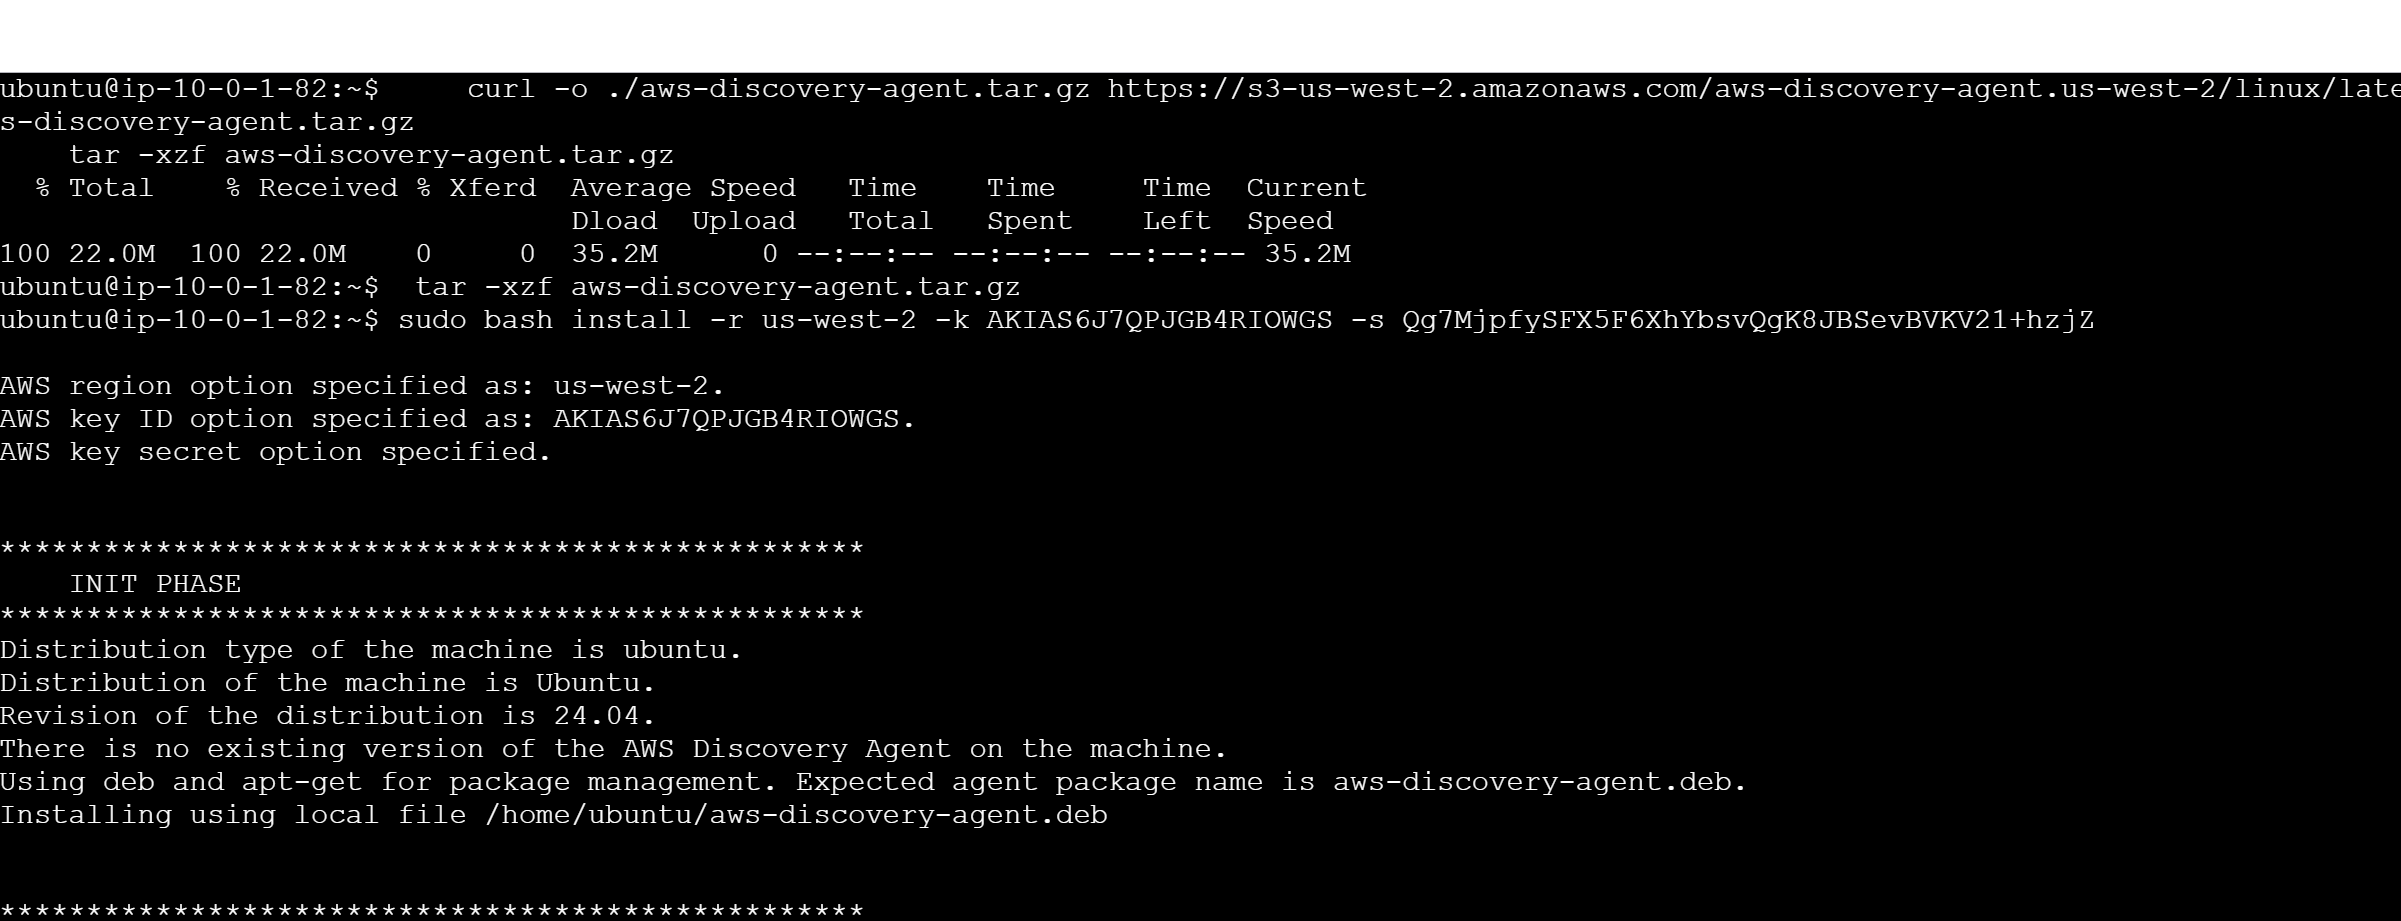 ubuntu@ip-10-0-1-82:~$     curl -o ./aws-discovery-agent.tar.gz https://s3-us-west-2.amazonaws.com/aws-discovery-agent.us-west-2/linux/late
s-discovery-agent.tar.gz
    tar -xzf aws-discovery-agent.tar.gz
  % Total    % Received % Xferd  Average Speed   Time    Time     Time  Current
                                 Dload  Upload   Total   Spent    Left  Speed
100 22.0M  100 22.0M    0     0  35.2M      0 --:--:-- --:--:-- --:--:-- 35.2M
ubuntu@ip-10-0-1-82:~$  tar -xzf aws-discovery-agent.tar.gz
ubuntu@ip-10-0-1-82:~$ sudo bash install -r us-west-2 -k AKIAS6J7QPJGB4RIOWGS -s Qg7MjpfySFX5F6XhYbsvQgK8JBSevBVKV21+hzjZ
AWS region option specified as: us-west-2.
AWS key ID option specified as: AKIAS6J7QPJGB4RIOWGS.
AWS key secret option specified.
**************************************************
    INIT PHASE
**************************************************
Distribution type of the machine is ubuntu.
Distribution of the machine is Ubuntu.
Revision of the distribution is 24.04.
There is no existing version of the AWS Discovery Agent on the machine.
Using deb and apt-get for package management. Expected agent package name is aws-discovery-agent.deb.
Installing using local file /home/ubuntu/aws-discovery-agent.deb
**************************************************